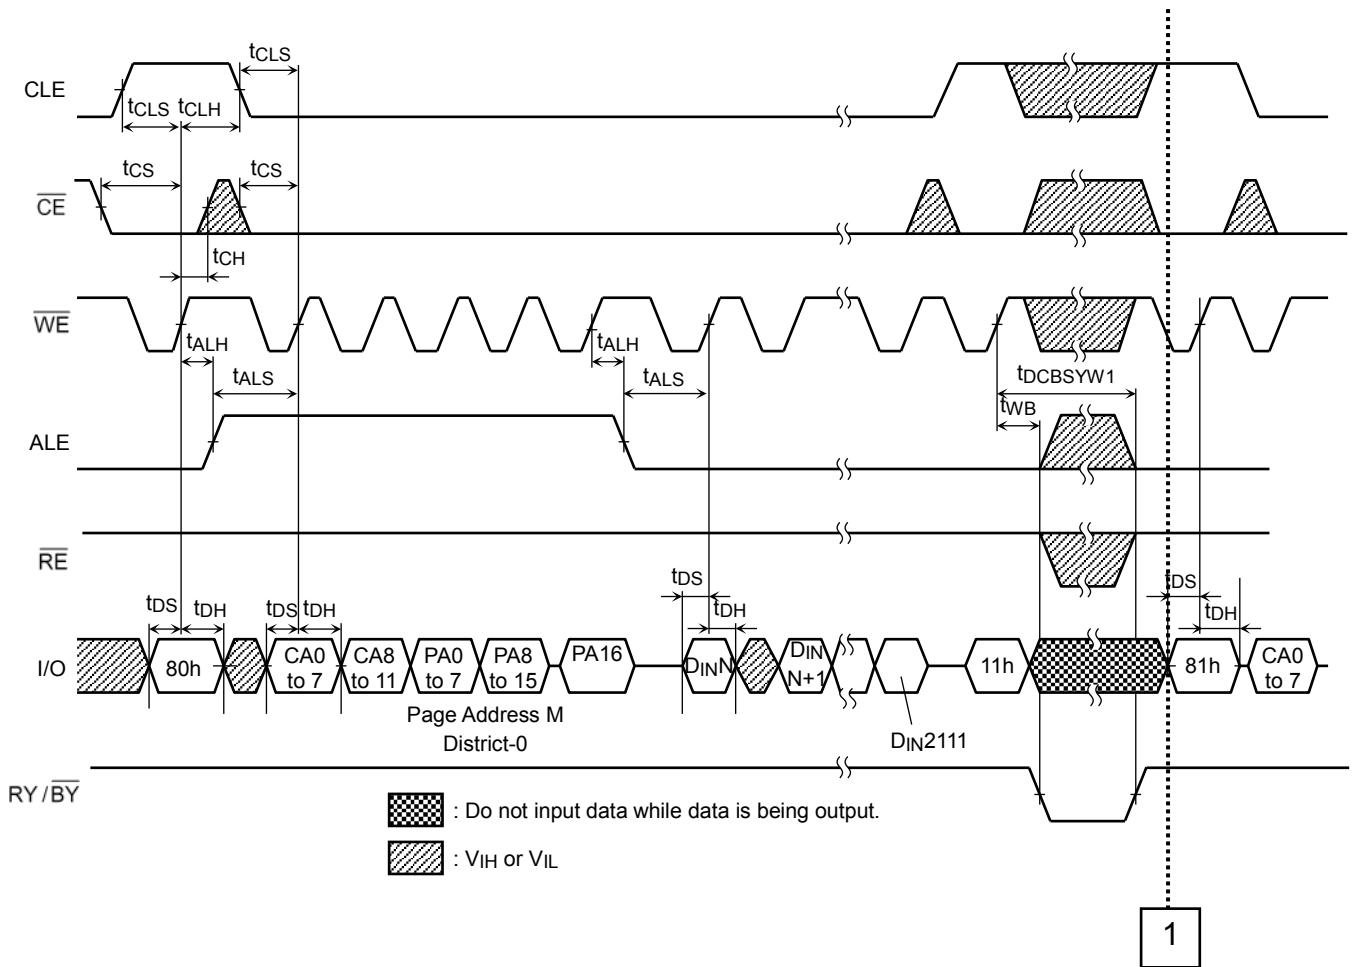 CLE
tCLS
tCLS
tCLH
CE
tCS
tCS
tCH
WE
tALH
tALS
tALH
tALS
tDCBSYW1
tWB
ALE
RE
tDS
tDH
tDS
tDH
tDS
tDH
tDS
tDH
I/O
80h
CA0
to 7
CA8
to 11
PA0
to 7
PA8
to 15
PA16
DINN
DIN
N+1
DIN2111
11h
81h
CA0
to 7
Page Address M
District-0
RY/BY
: Do not input data while data is being output.
: VIH or VIL
1